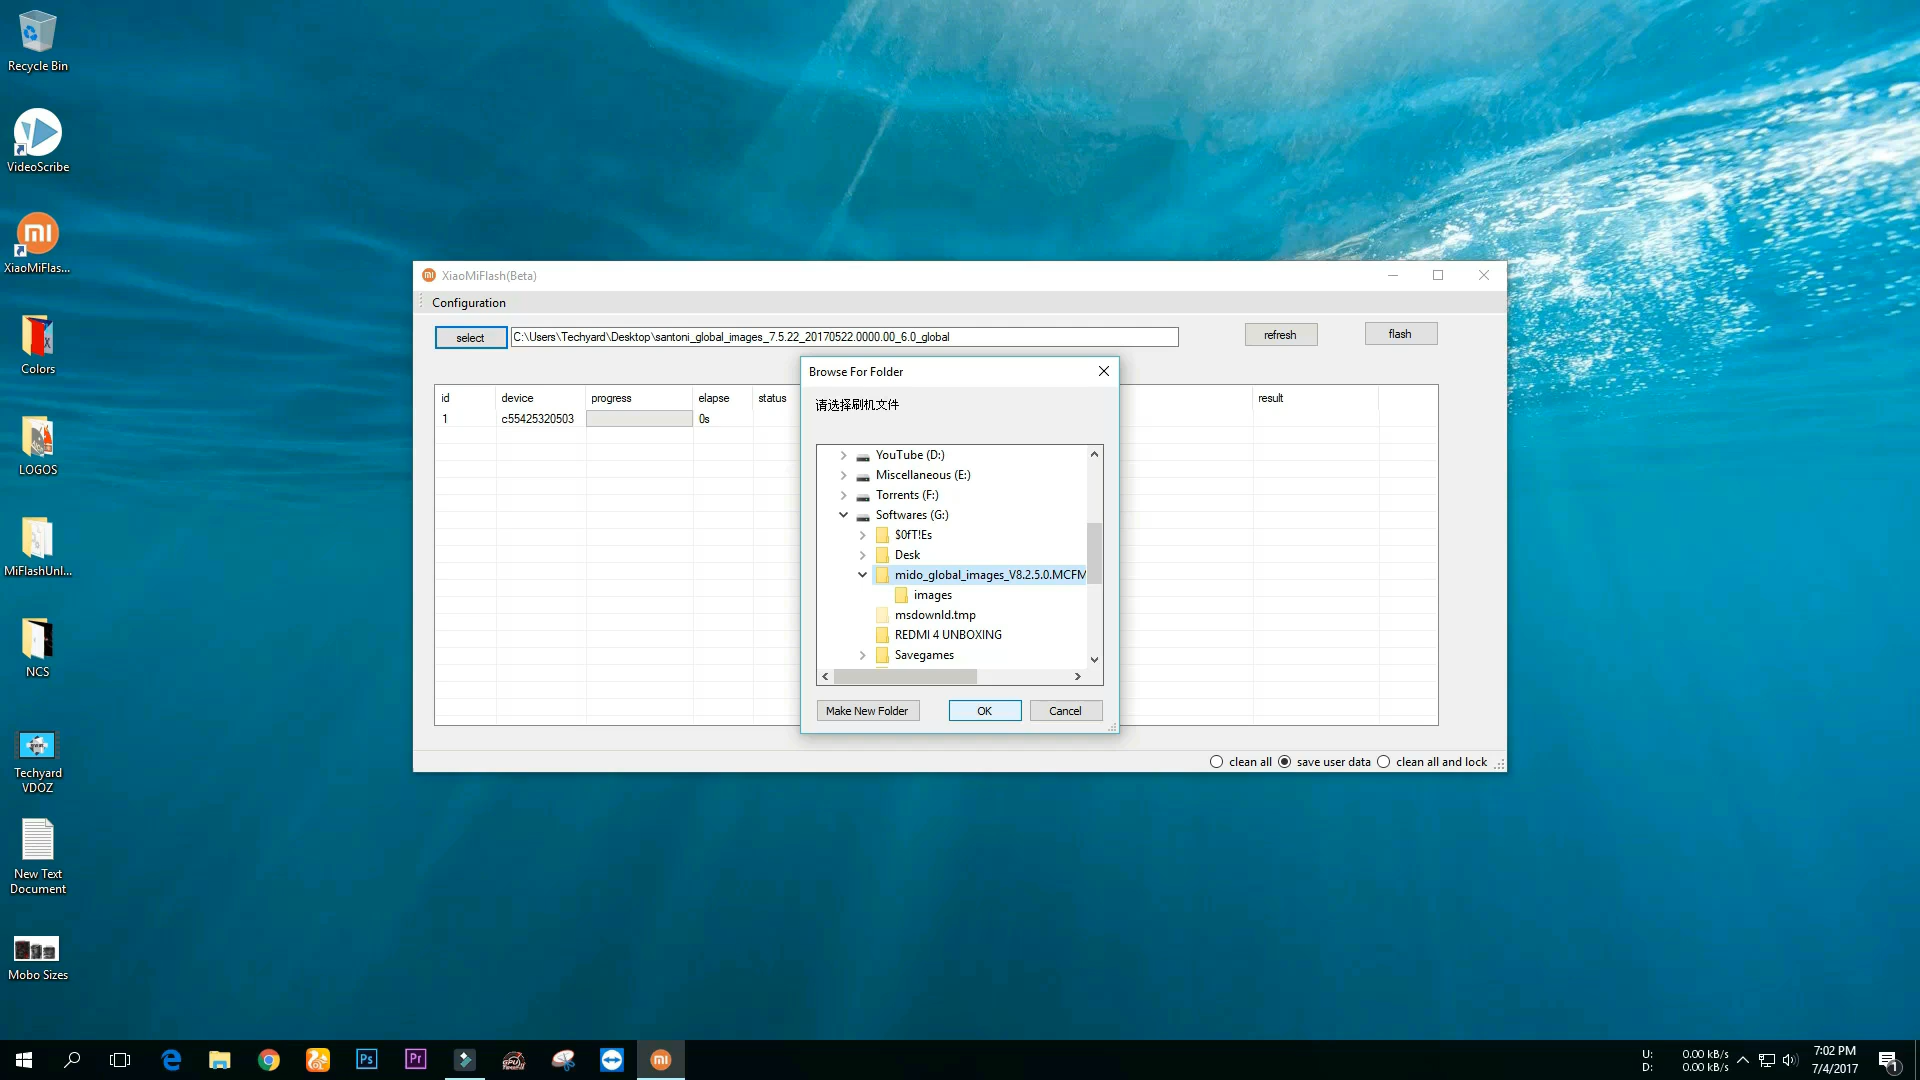 Recycle Bin
VideoScribe
XiaoMiFlas...
Colors
LOGOS
MiFlashUnl...
NCS
Techyard
VDOZ
New Text
Document
Mobo Sizes
XiaoMiFlash(Beta)
Configuration
select
C:\Users\Techyard\Desktop\santoni_global_images_7.5.22_20170522.0000.00_6.0_global
refresh
flash
id device progress elapse status result
1 c55425320503 0s
Browse For Folder
请选择刷机文件
YouTube (D:)
Miscellaneous (E:)
Torrents (F:)
Softwares (G:)
$0fT!Es
Desk
mido_global_images_V8.2.5.0.MCFM
images
msdownld.tmp
REDMI 4 UNBOXING
Savegames
Make New Folder OK Cancel
clean all save user data clean all and lock
Ps
Pr
U: 0.00 kB/s
D: 0.00 kB/s
7:02 PM
7/4/2017
1